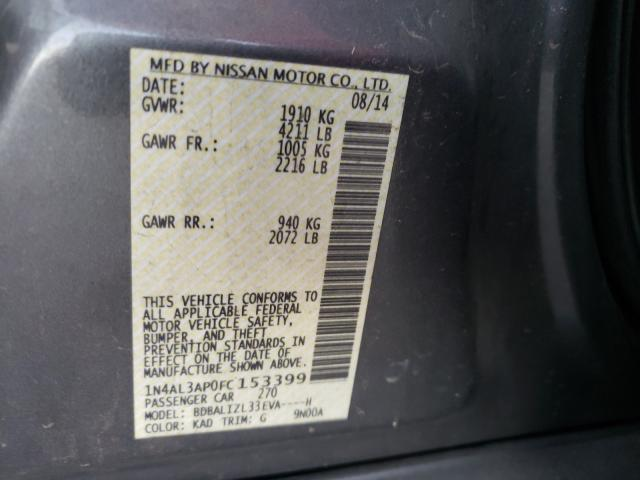 MFD BY NISSAN MOTOR CO., LTD.
DATE: 08/14
GVWR: 1910 KG
4211 LB
GAWR FR.: 1005 KG
2216 LB
GAWR RR.: 940 KG
2072 LB
THIS VEHICLE CONFORMS TO
ALL APPLICABLE FEDERAL
MOTOR VEHICLE SAFETY,
BUMPER, AND THEFT
PREVENTION STANDARDS IN
EFFECT ON THE DATE OF
MANUFACTURE SHOWN ABOVE.
1N4AL3AP0FC153399
PASSENGER CAR 270
MODEL: BDBALIZL33EVA----H
COLOR: KAD TRIM: G 9N00A